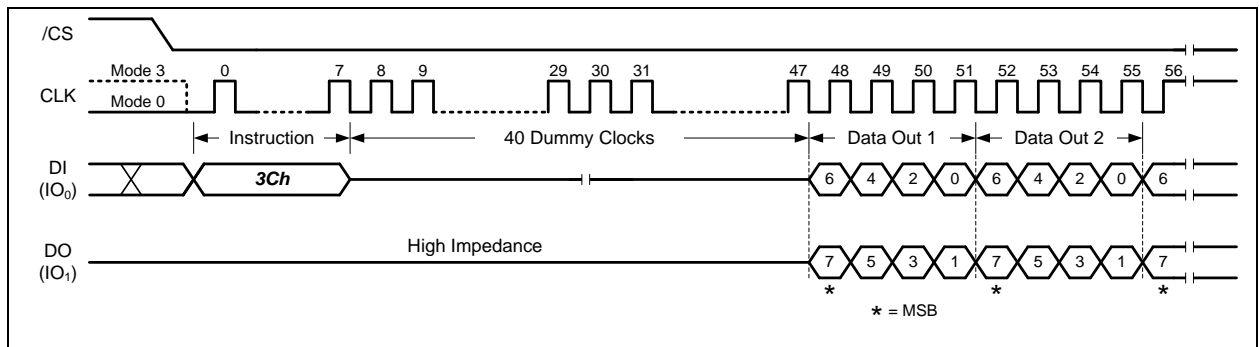 /CS
Mode 3 0 7 8 9 29 30 31 47 48 49 50 51 52 53 54 55 56
CLK
Mode 0
Instruction 40 Dummy Clocks Data Out 1 Data Out 2
DI
(IO0)
3Ch 6 4 2 0 6 4 2 0 6
High Impedance
DO
(IO1)
7 5 3 1 7 5 3 1 7
* * *
* = MSB